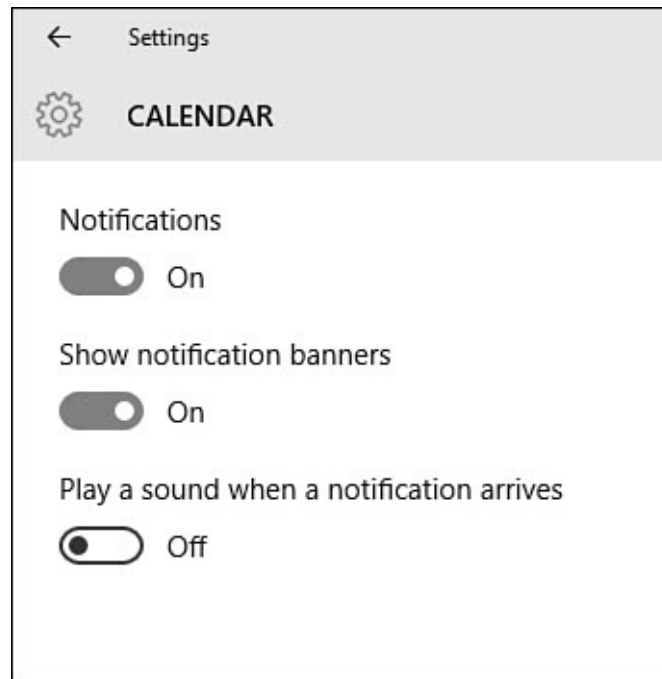 Settings
CALENDAR
Notifications
On
Show notification banners
On
Play a sound when a notification arrives
Off